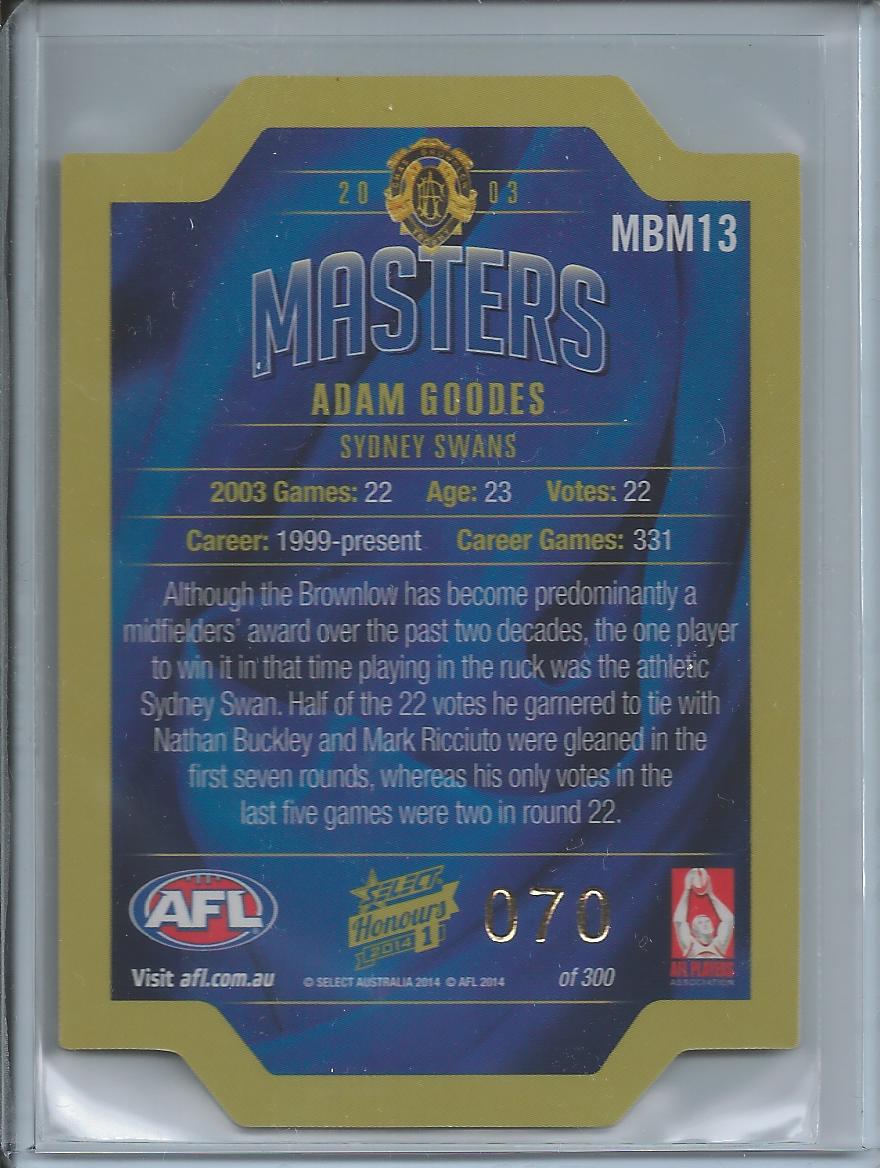 CHAS. BROWNLOW
20 03
TROPHY
MBM13
MASTERS
ADAM GOODES
SYDNEY SWANS
2003 Games: 22 Age: 23 Votes: 22
Career: 1999-present Career Games: 331
Although the Brownlow has become predominantly a
midfielders' award over the past two decades, the one player
to win it in that time playing in the ruck was the athletic
Sydney Swan. Half of the 22 votes he garnered to tie with
Nathan Buckley and Mark Ricciuto were gleaned in the
first seven rounds, whereas his only votes in the
last five games were two in round 22.
AFL
Visit afl.com.au
SELECT
Honours
2014 1
© SELECT AUSTRALIA 2014 © AFL 2014
070
of 300
AFL PLAYERS
ASSOCIATION